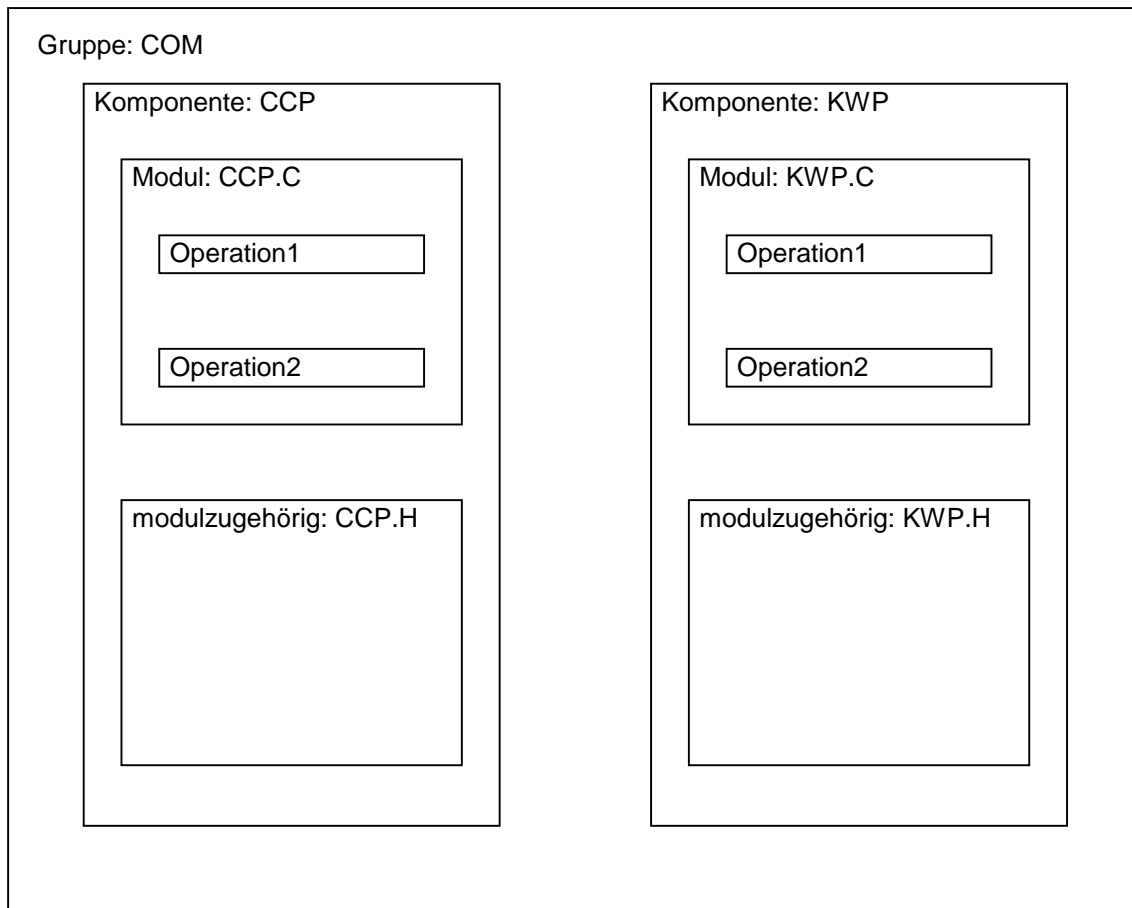 Gruppe: COM
Komponente: CCP
Modul: CCP.C
Operation1
Operation2
modulzugehörig: CCP.H
Komponente: KWP
Modul: KWP.C
Operation1
Operation2
modulzugehörig: KWP.H